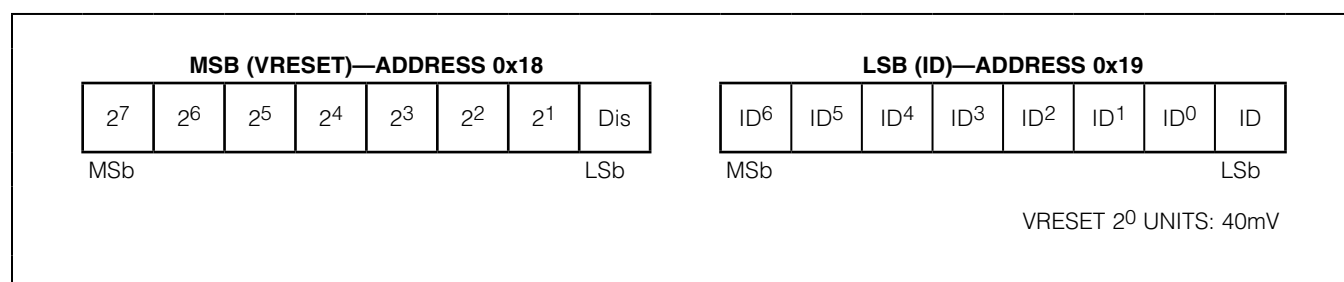 MSB (VRESET)—ADDRESS 0x18
2⁷ 2⁶ 2⁵ 2⁴ 2³ 2² 2¹ Dis
MSb LSb
LSB (ID)—ADDRESS 0x19
ID⁶ ID⁵ ID⁴ ID³ ID² ID¹ ID⁰ ID
MSb LSb
VRESET 2⁰ UNITS: 40mV